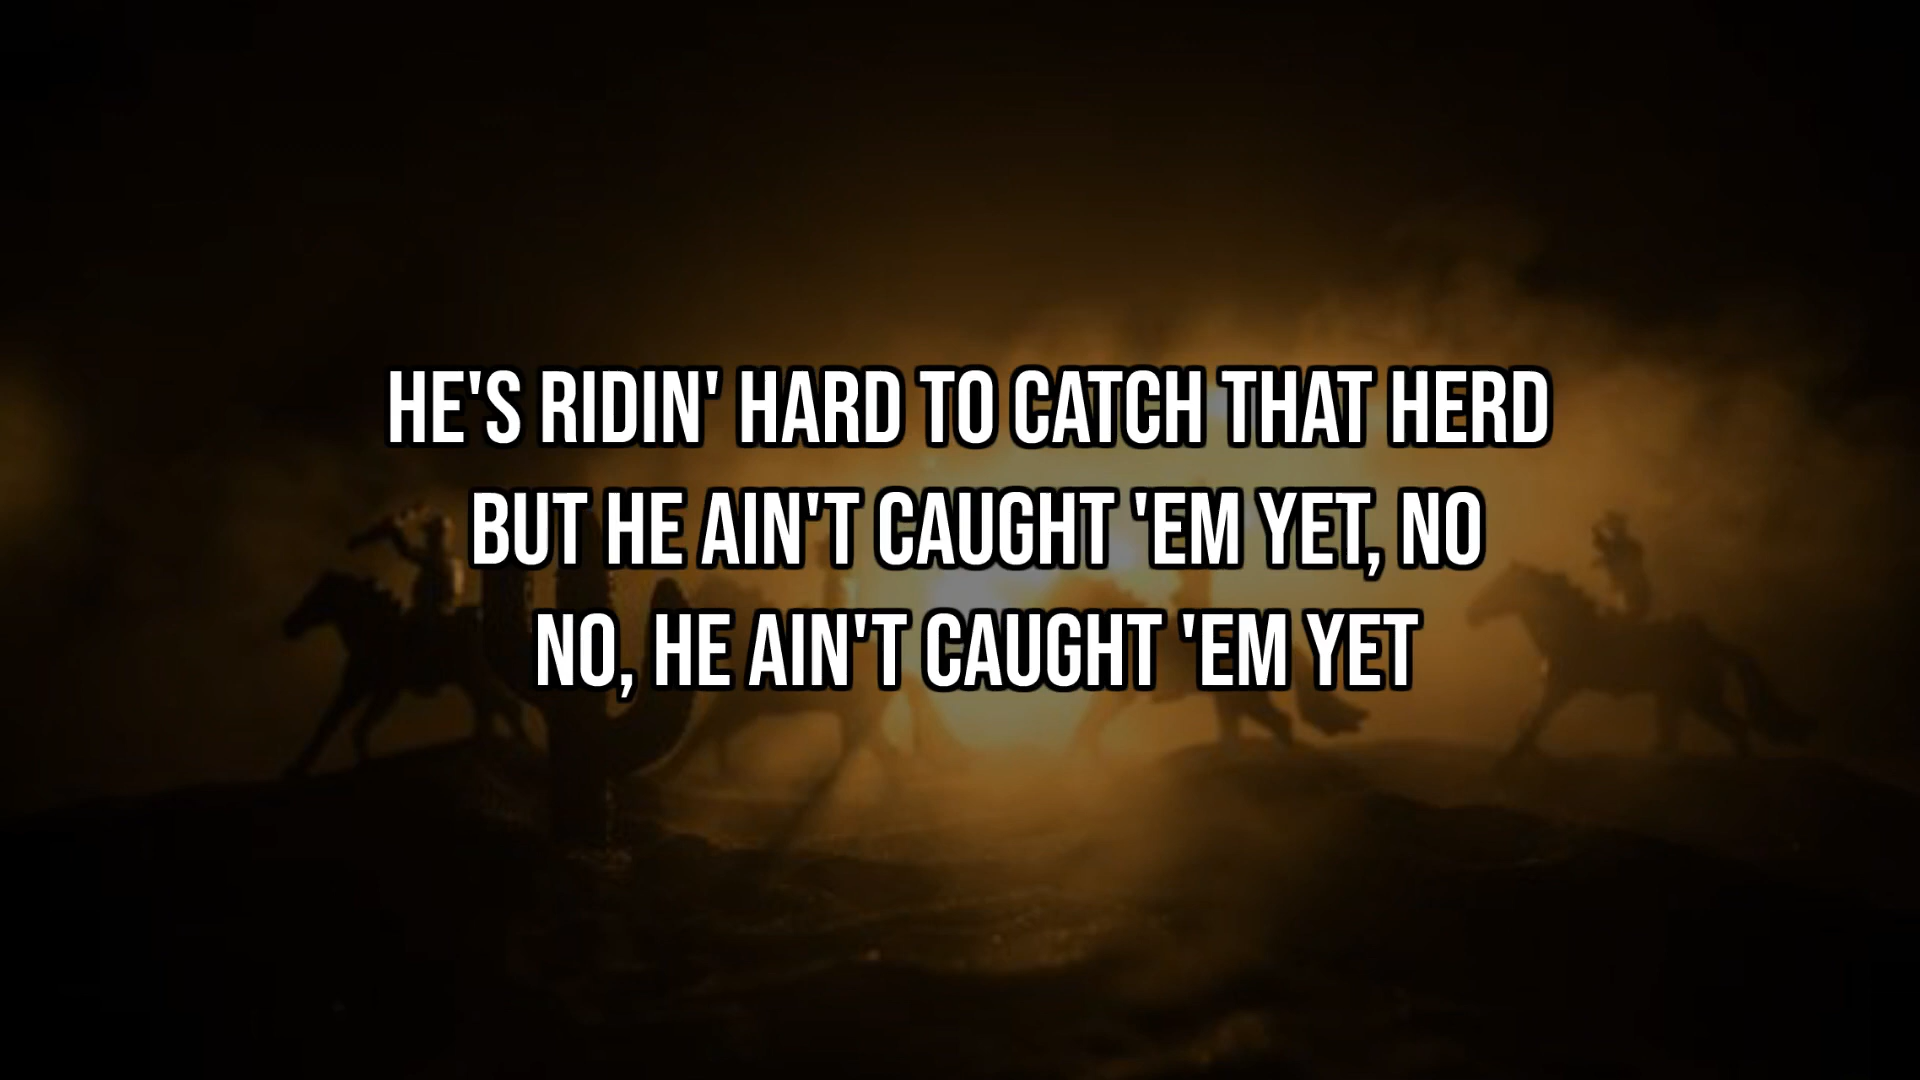 HE'S RIDIN' HARD TO CATCH THAT HERD
BUT HE AIN'T CAUGHT 'EM YET, NO
NO, HE AIN'T CAUGHT 'EM YET